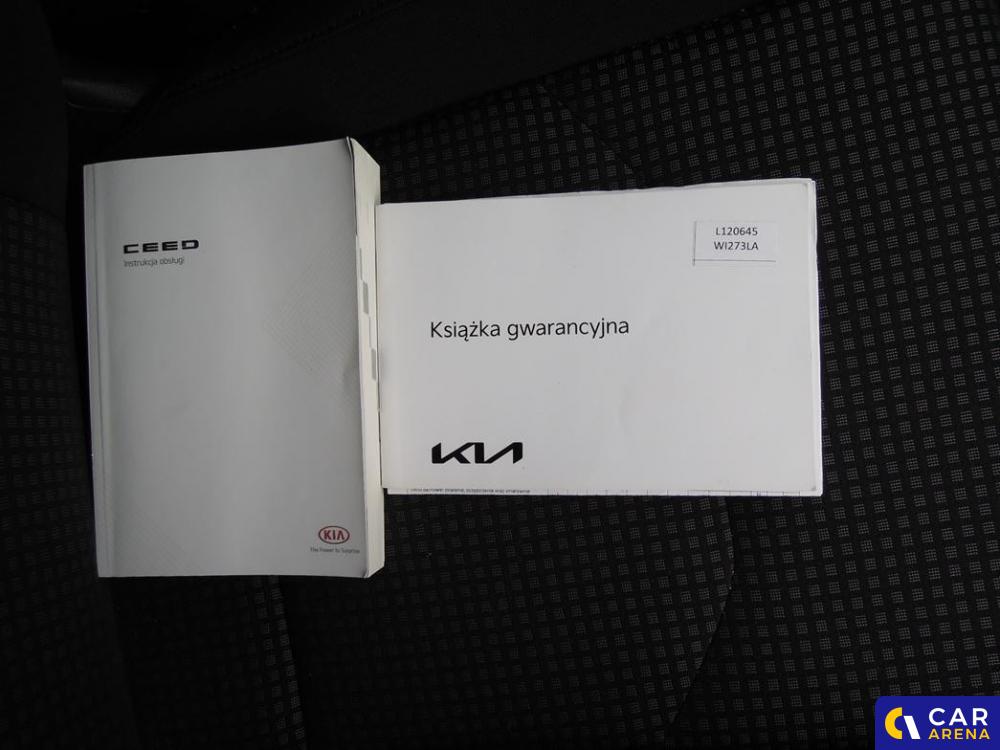 CEED
Instrukcja obsługi
KIA
The Power to Surprise
L120645
WI273LA
Książka gwarancyjna
KIA
CAR
ARENA